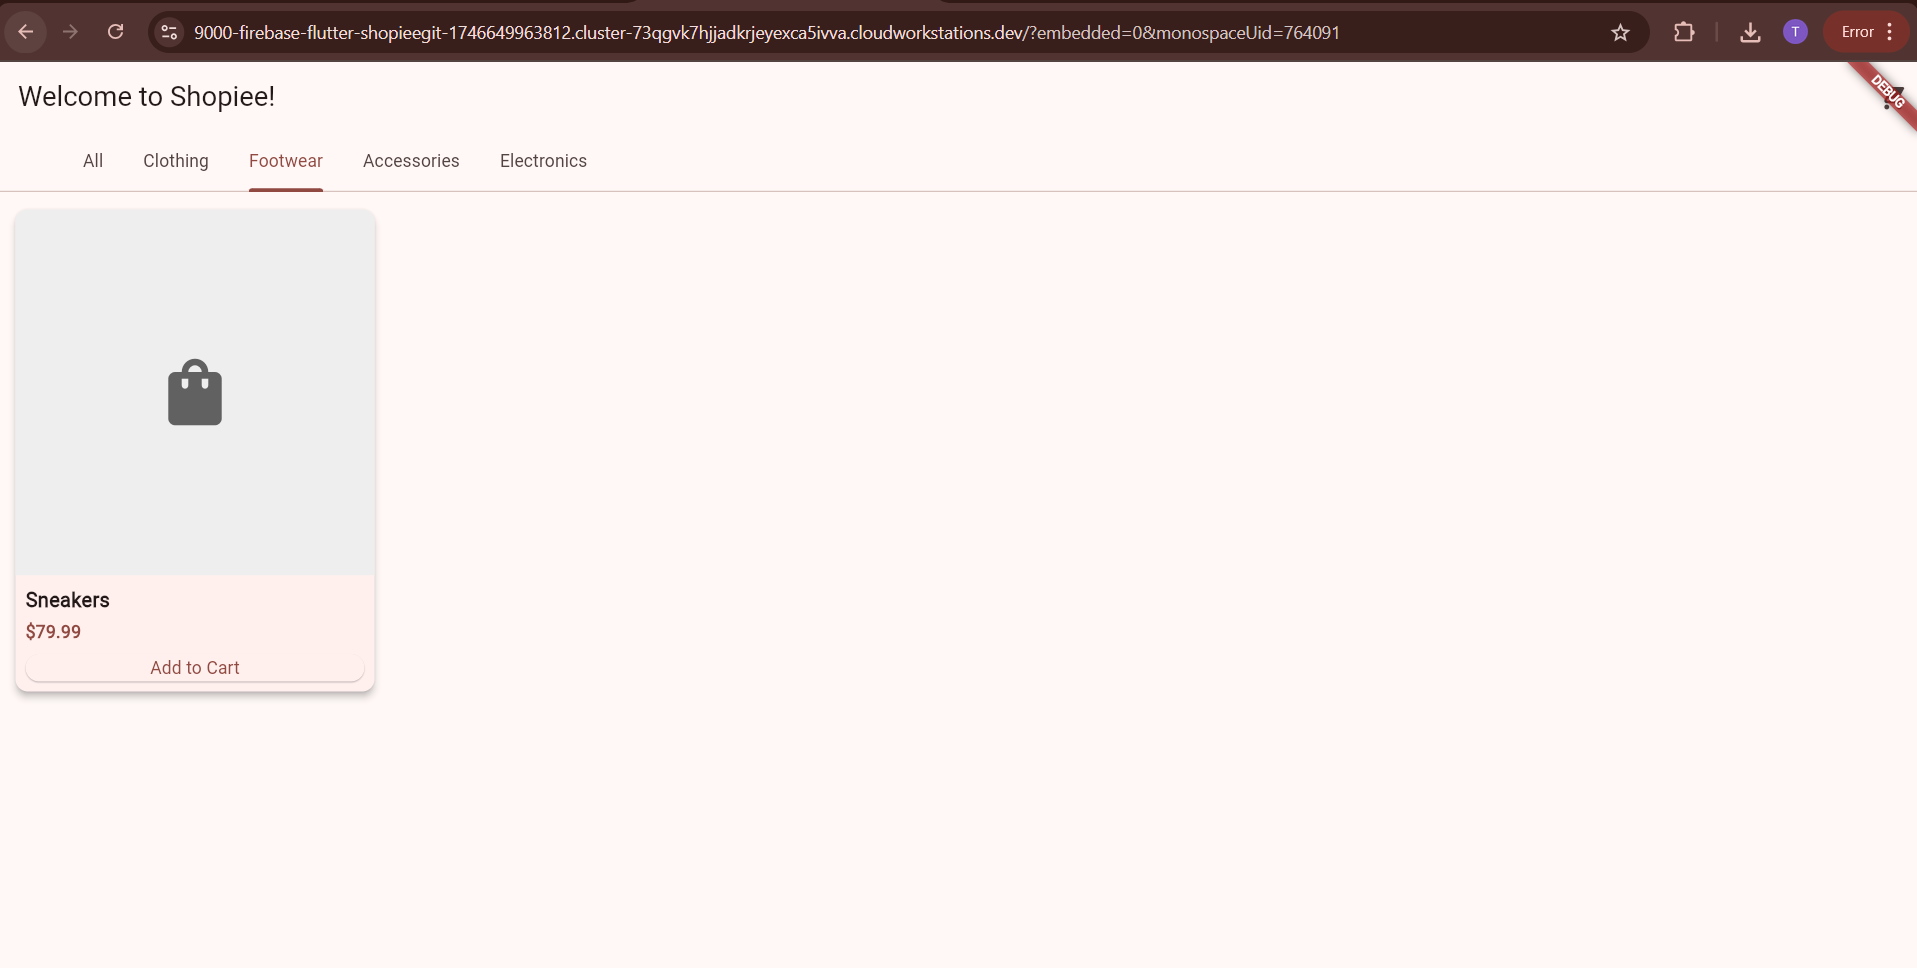 9000-firebase-flutter-shopieegit-1746649963812.cluster-73qgvk7hjjadkrjeyexca5ivva.cloudworkstations.dev/?embedded=0&monospaceUid=764091
T
Error
Welcome to Shopiee!
DEBUG
All Clothing Footwear Accessories Electronics
Sneakers
$79.99
Add to Cart